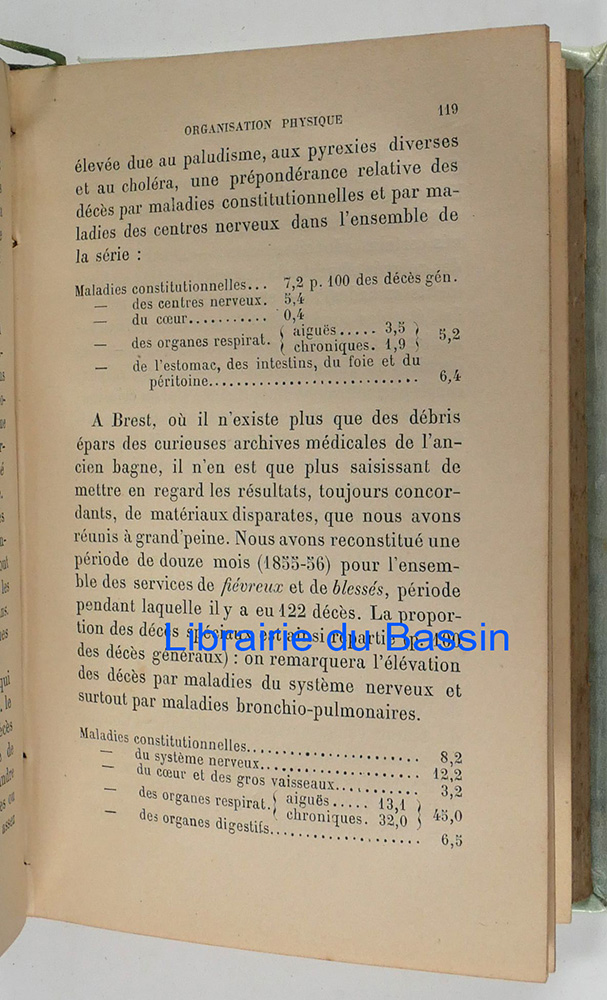 ORGANISATION PHYSIQUE 119
élevée due au paludisme, aux pyrexies diverses
et au choléra, une prépondérance relative des
décès par maladies constitutionnelles et par ma-
ladies des centres nerveux dans l'ensemble de
la série :
Maladies constitutionnelles... 7,2 p. 100 des décès gén.
— des centres nerveux. 5,4
— du cœur........... 0,4
— des organes respirat. { aiguës..... 3,5 } 5,2
{ chroniques. 1,9 }
— de l'estomac, des intestins, du foie et du
péritoine............................ 6,4
A Brest, où il n'existe plus que des débris
épars des curieuses archives médicales de l'an-
cien bagne, il n'en est que plus saisissant de
mettre en regard les résultats, toujours concor-
dants, de matériaux disparates, que nous avons
réunis à grand'peine. Nous avons reconstitué une
période de douze mois (1855-56) pour l'ensem-
ble des services de fiévreux et de blessés, période
pendant laquelle il y a eu 122 décès. La propor-
tion des décès spéciaux est ainsi répartie (p. 100
Librairie du Bassin
des décès généraux) : on remarquera l'élévation
des décès par maladies du système nerveux et
surtout par maladies bronchio-pulmonaires.
Maladies constitutionnelles........................ 8,2
— du système nerveux...................... 12,2
— du cœur et des gros vaisseaux........... 3,2
— des organes respirat. { aiguës..... 13,1 } 45,0
{ chroniques. 32,0 }
— des organes digestifs..................... 6,5